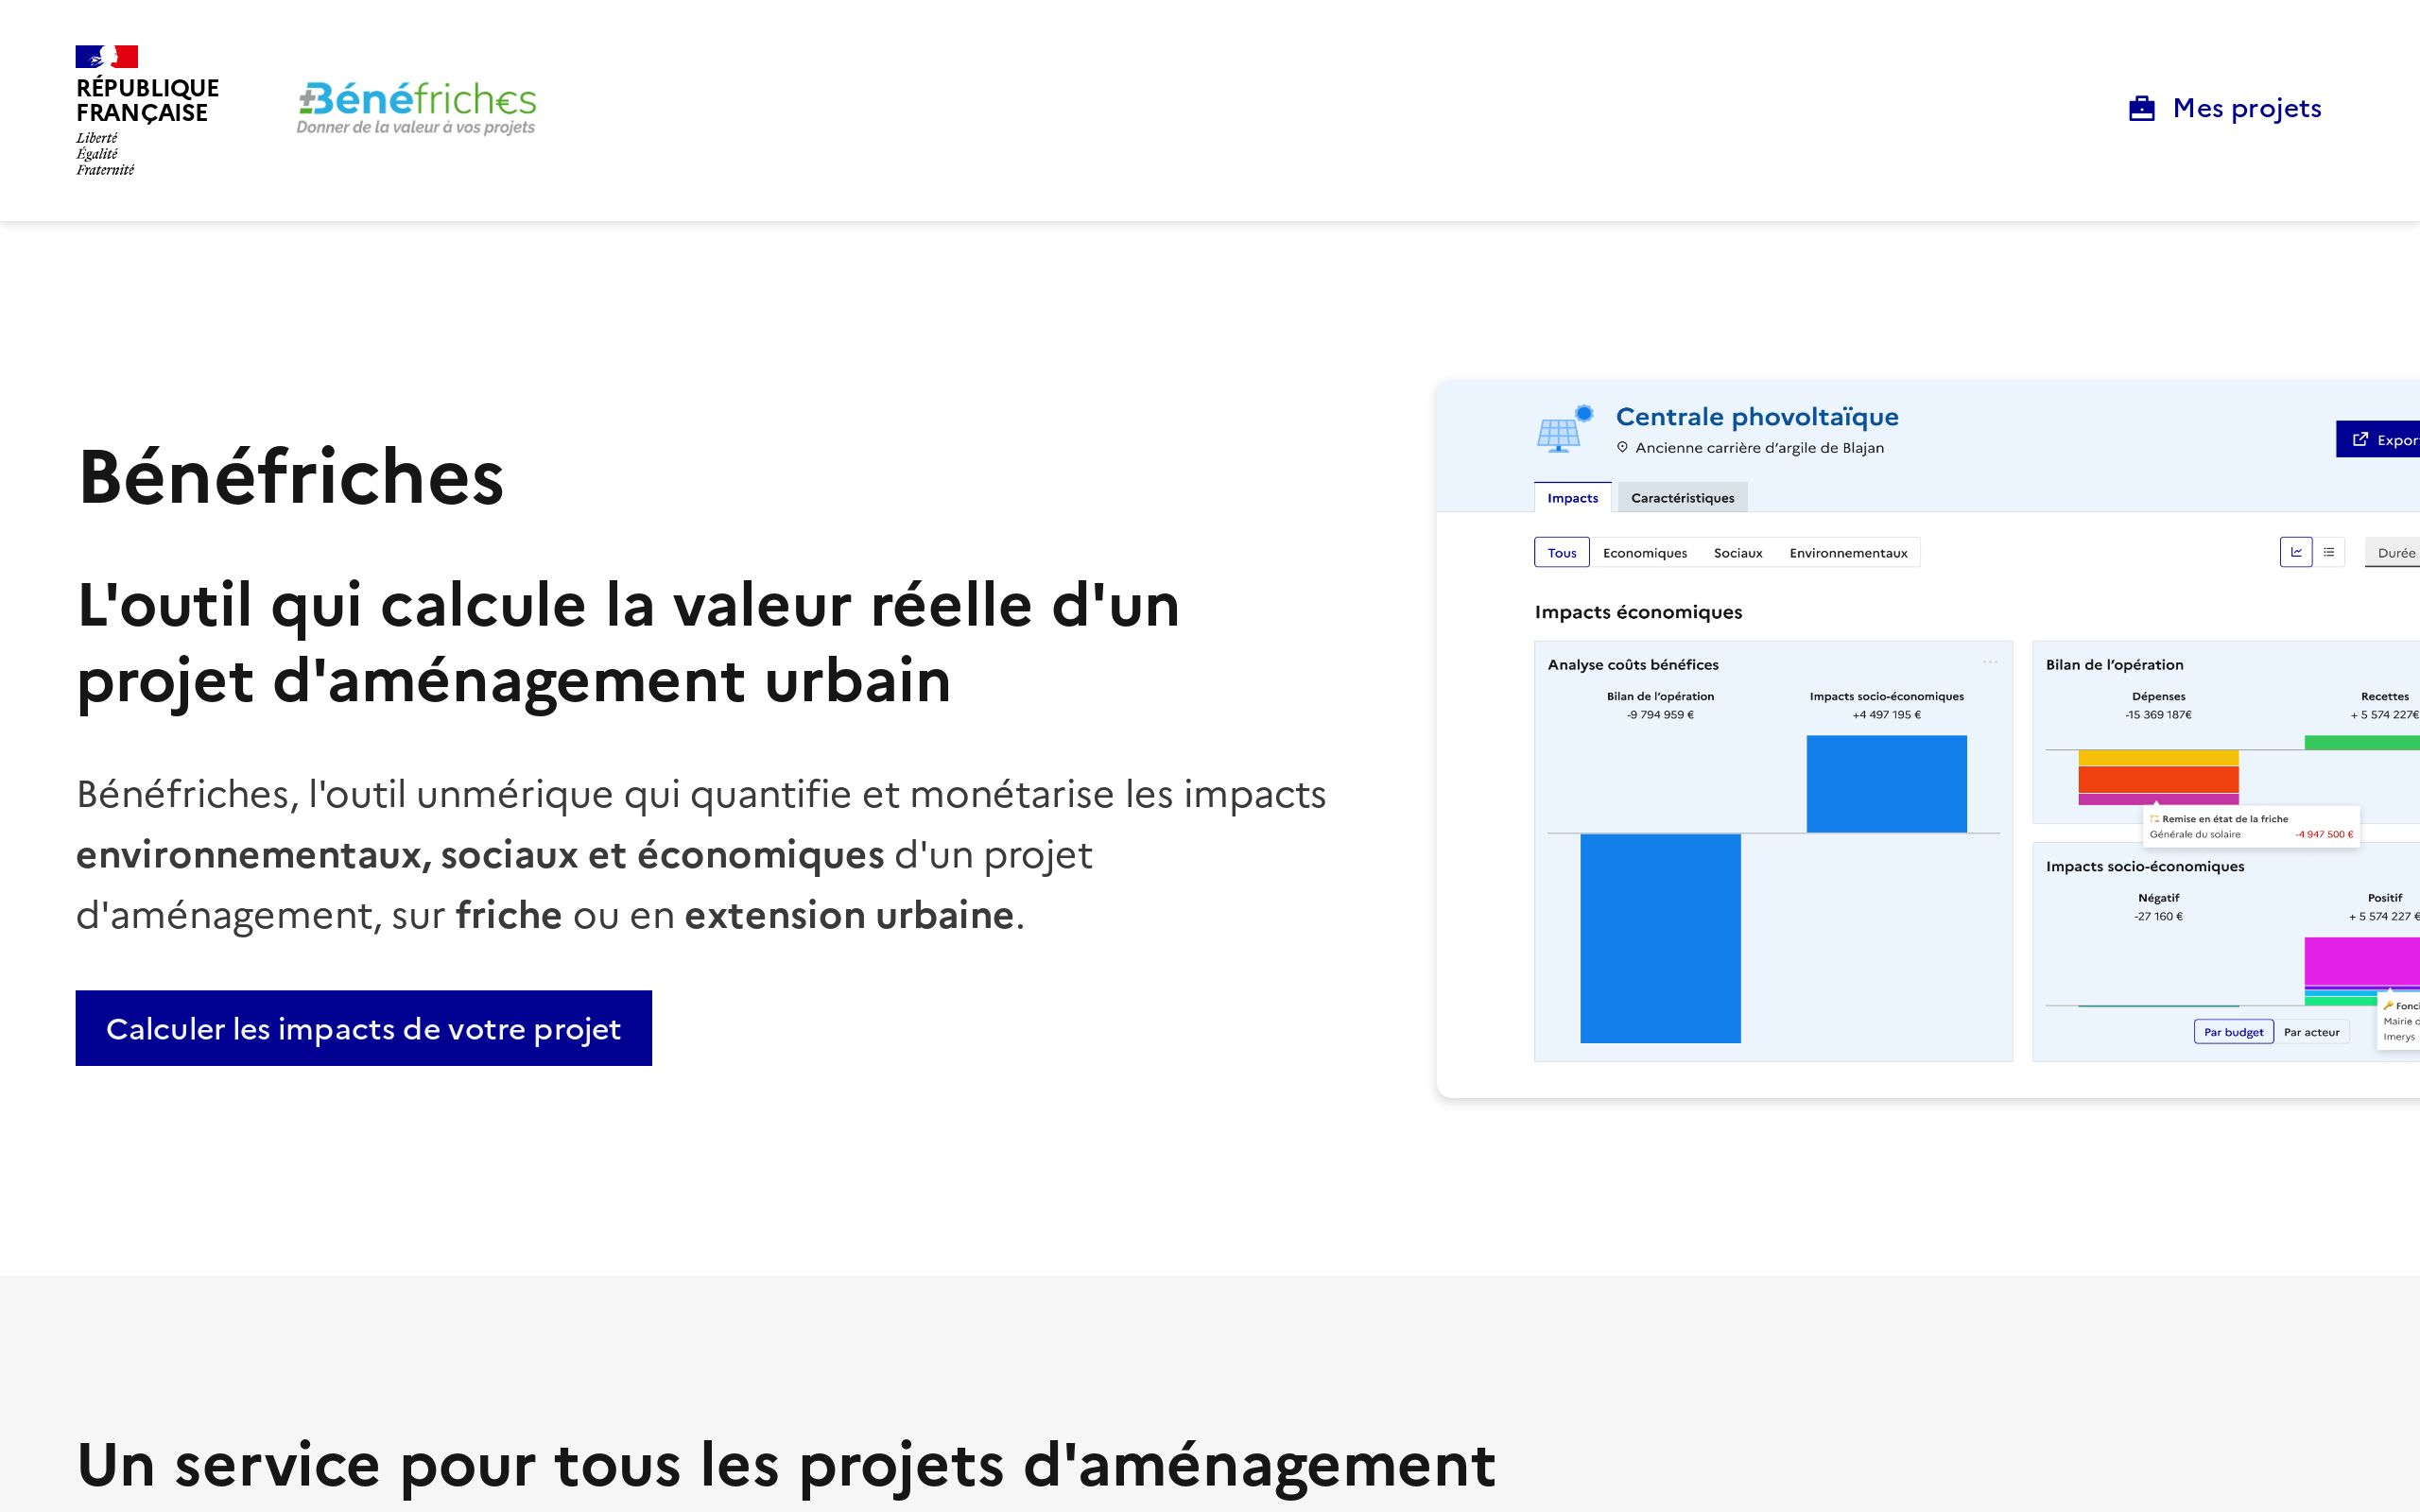 RÉPUBLIQUE
FRANÇAISE
Liberté
Égalité
Fraternité
Bénéfrich€s
Donner de la valeur à vos projets
Mes projets
Bénéfriches
L'outil qui calcule la valeur réelle d'un
projet d'aménagement urbain
Bénéfriches, l'outil unmérique qui quantifie et monétarise les impacts
environnementaux, sociaux et économiques d'un projet
d'aménagement, sur friche ou en extension urbaine.
Calculer les impacts de votre projet
Centrale phovoltaïque
Ancienne carrière d’argile de Blajan
Impacts Caractéristiques
Tous Economiques Sociaux Environnementaux
Durée
Impacts économiques
Analyse coûts bénéfices
Bilan de l’opération Impacts socio-économiques
-9 794 959 € +4 497 195 €
Bilan de l’opération
Dépenses Recettes
-15 369 187€ + 5 574 227€
Remise en état de la friche
Générale du solaire -4 947 500 €
Impacts socio-économiques
Négatif Positif
-27 160 € + 5 574 227 €
Mairie
Imerys
Par budget Par acteur
Un service pour tous les projets d'aménagement